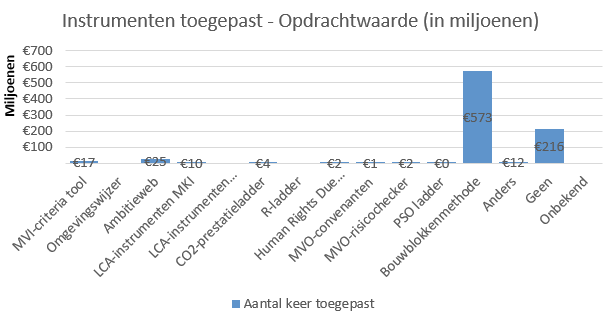 Instrumenten toegepast - Opdrachtwaarde (in miljoenen)
Miljoenen
€700
€600
€500
€400
€300
€200
€100
€17
€25
€10
€4
€2
€1
€2
€0
€573
€12
€216
MVI-criteria tool
Omgevingswijzer
Ambitieweb
LCA-instrumenten MKI
LCA-instrumenten…
CO2-prestatieladder
R-ladder
Human Rights Due…
MVO-convenanten
MVO-risicochecker
PSO ladder
Bouwblokkenmethode
Anders
Geen
Onbekend
Aantal keer toegepast